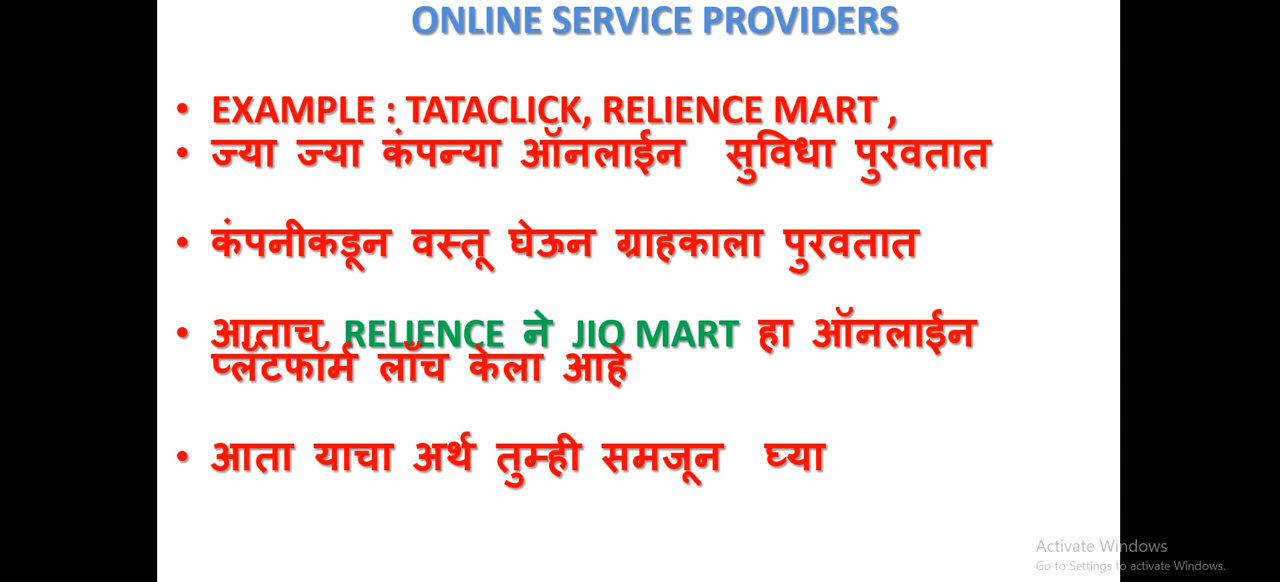 ONLINE SERVICE PROVIDERS
• EXAMPLE : TATACLICK, RELIENCE MART ,
• ज्या ज्या कंपन्या ऑनलाईन सुविधा पुरवतात
• कंपनीकडून वस्तू घेऊन ग्राहकाला पुरवतात
• आताच RELIENCE ने JIO MART हा ऑनलाईन
प्लॅटफॉर्म लाँच केला आहे
• आता याचा अर्थ तुम्ही समजून घ्या
Activate Windows
Go to Settings to activate Windows.